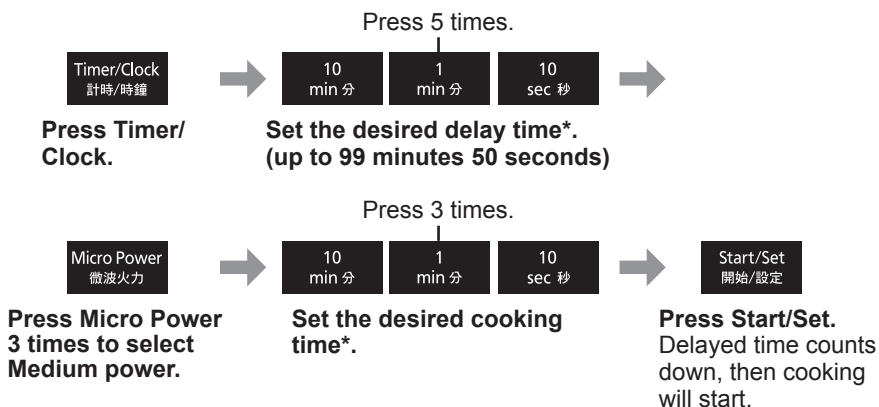 Press 5 times.
Timer/Clock
計時/時鐘
10
min 分
1
min 分
10
sec 秒
Press Timer/
Clock.
Set the desired delay time*.
(up to 99 minutes 50 seconds)
Press 3 times.
Micro Power
微波火力
10
min 分
1
min 分
10
sec 秒
Start/Set
開始/設定
Press Micro Power
3 times to select
Medium power.
Set the desired cooking
time*.
Press Start/Set.
Delayed time counts
down, then cooking
will start.